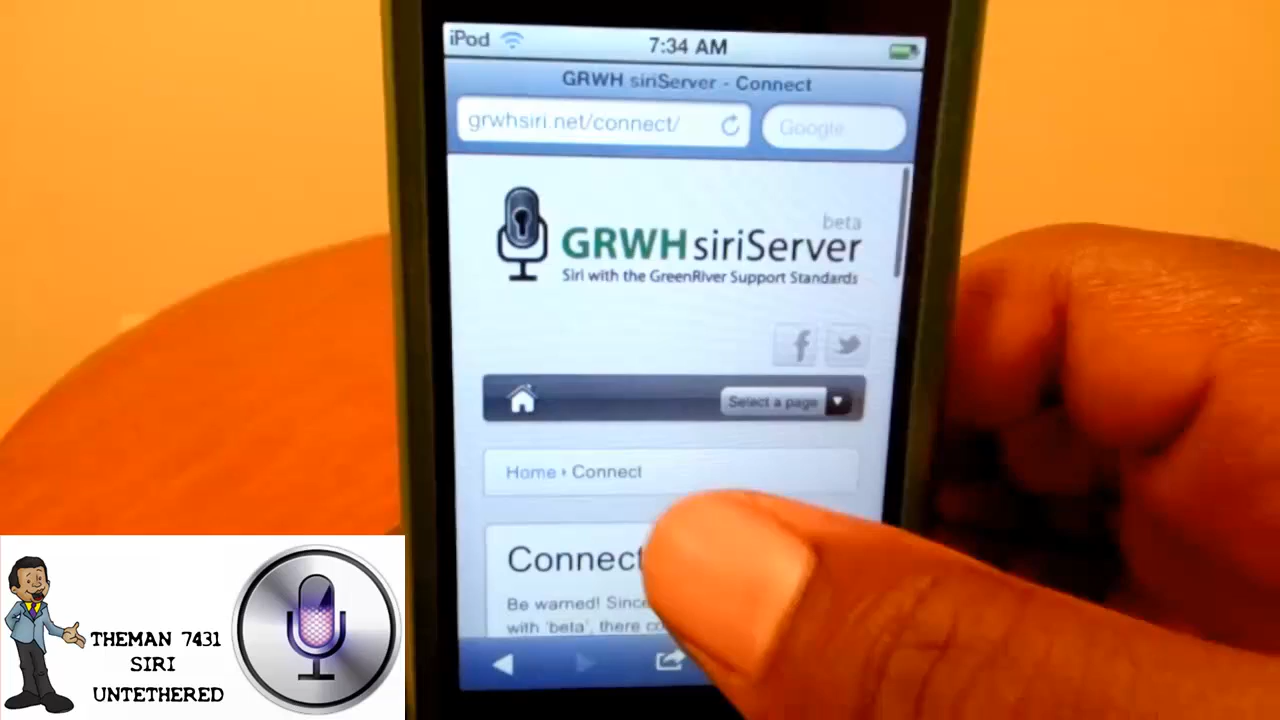 iPod 7:34 AM
GRWH siriServer - Connect
grwhsiri.net/connect/ Google
beta
GRWH siriServer
Siri with the GreenRiver Support Standards
Select a page
Home › Connect
Connect
Be warned! Since
with 'beta', there
THEMAN 7431
SIRI
UNTETHERED